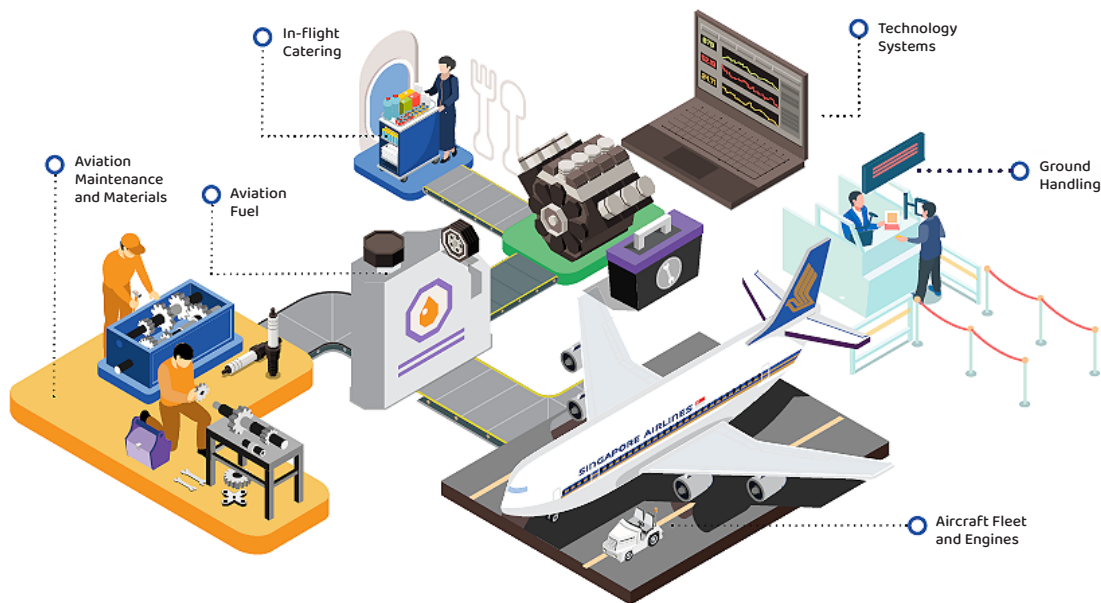 In-flight
Catering
Technology
Systems
Aviation
Maintenance
and Materials
Aviation
Fuel
Ground
Handling
SINGAPORE AIRLINES
Aircraft Fleet
and Engines